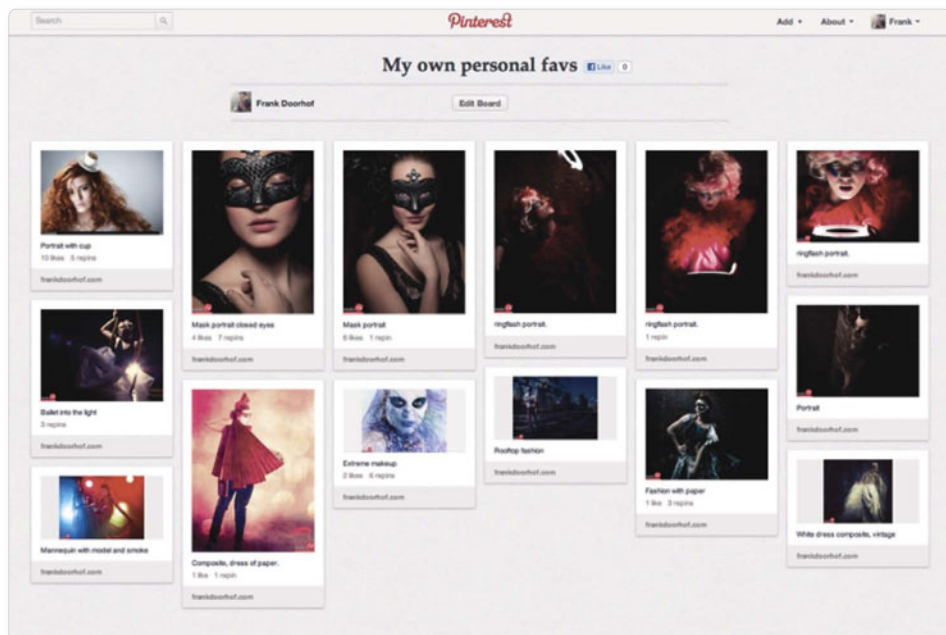 Search
Pinterest
Add
About
Frank
My own personal favs
Like
0
Frank Doorhof
Edit Board
Portrait with cup
10 likes 5 repins
frankdoorhof.com
Ballet into the light
3 repins
frankdoorhof.com
Mannequin with model and smoke
frankdoorhof.com
Mask portrait closed eyes
4 likes 7 repins
frankdoorhof.com
Composite, dress of paper.
1 like 1 repin
frankdoorhof.com
Mask portrait
6 likes 1 repin
frankdoorhof.com
Extreme makeup
2 likes 6 repins
frankdoorhof.com
ringflash portrait.
frankdoorhof.com
Rooftop fashion
frankdoorhof.com
ringflash portrait.
1 repin
frankdoorhof.com
Fashion with paper
1 like 3 repins
frankdoorhof.com
ringflash portrait.
frankdoorhof.com
Portrait
frankdoorhof.com
White dress composite, vintage
frankdoorhof.com